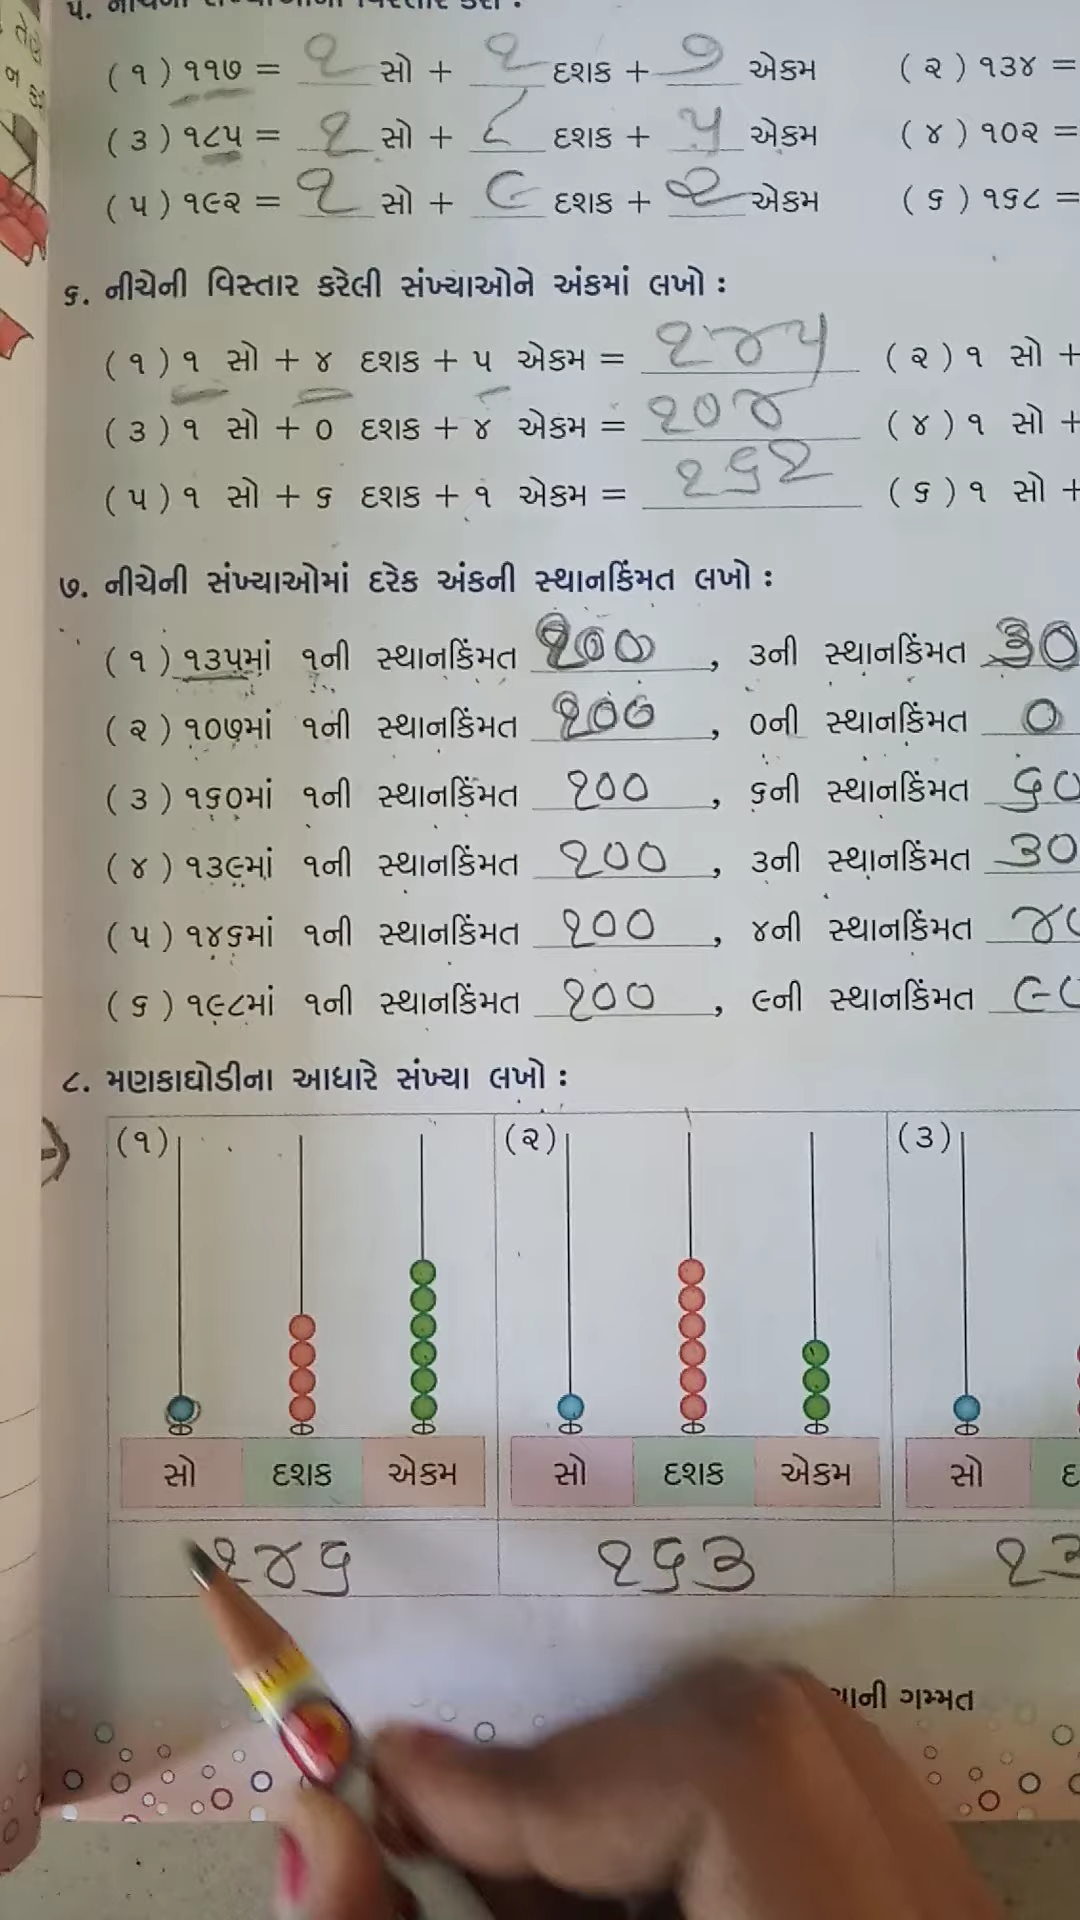 ૫. નીચેની સંખ્યાઓનો વિસ્તાર કરો :
(૧) ૧૧૭ = ૧ સો + ૧ દશક + ૭ એકમ (૨) ૧૩૪ =
(૩) ૧૮૫ = ૧ સો + ૮ દશક + ૫ એકમ (૪) ૧૦૨ =
(૫) ૧૯૨ = ૧ સો + ૯ દશક + ૨ એકમ (૬) ૧૬૮ =
૬. નીચેની વિસ્તાર કરેલી સંખ્યાઓને અંકમાં લખો :
(૧) ૧ સો + ૪ દશક + ૫ એકમ = ૧૪૫ (૨) ૧ સો +
(૩) ૧ સો + ૦ દશક + ૪ એકમ = ૧૦૪ (૪) ૧ સો +
(૫) ૧ સો + ૬ દશક + ૧ એકમ = ૧૬૧ (૬) ૧ સો +
૭. નીચેની સંખ્યાઓમાં દરેક અંકની સ્થાનકિંમત લખો :
(૧) ૧૩૫માં ૧ની સ્થાનકિંમત ૧૦૦, ૩ની સ્થાનકિંમત ૩૦
(૨) ૧૦૭માં ૧ની સ્થાનકિંમત ૧૦૦, ૦ની સ્થાનકિંમત ૦
(૩) ૧૬૦માં ૧ની સ્થાનકિંમત ૧૦૦, ૬ની સ્થાનકિંમત ૬૦
(૪) ૧૩૯માં ૧ની સ્થાનકિંમત ૧૦૦, ૩ની સ્થાનકિંમત ૩૦
(૫) ૧૪૬માં ૧ની સ્થાનકિંમત ૧૦૦, ૪ની સ્થાનકિંમત ૪૦
(૬) ૧૯૮માં ૧ની સ્થાનકિંમત ૧૦૦, ૯ની સ્થાનકિંમત ૯૦
૮. મણકાઘોડીના આધારે સંખ્યા લખો :
(૧) (૨) (૩)
સો દશક એકમ સો દશક એકમ સો
૧૪૬ ૧૬૩ ૧૩
ગમ્મત